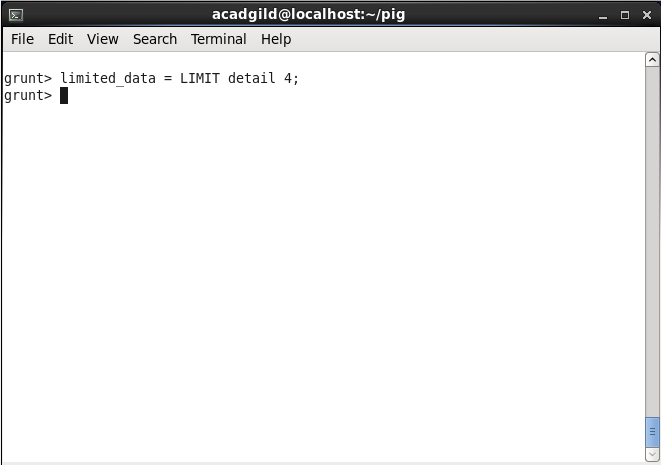 acadgild@localhost:~/pig
File Edit View Search Terminal Help
grunt> limited_data = LIMIT detail 4;
grunt>